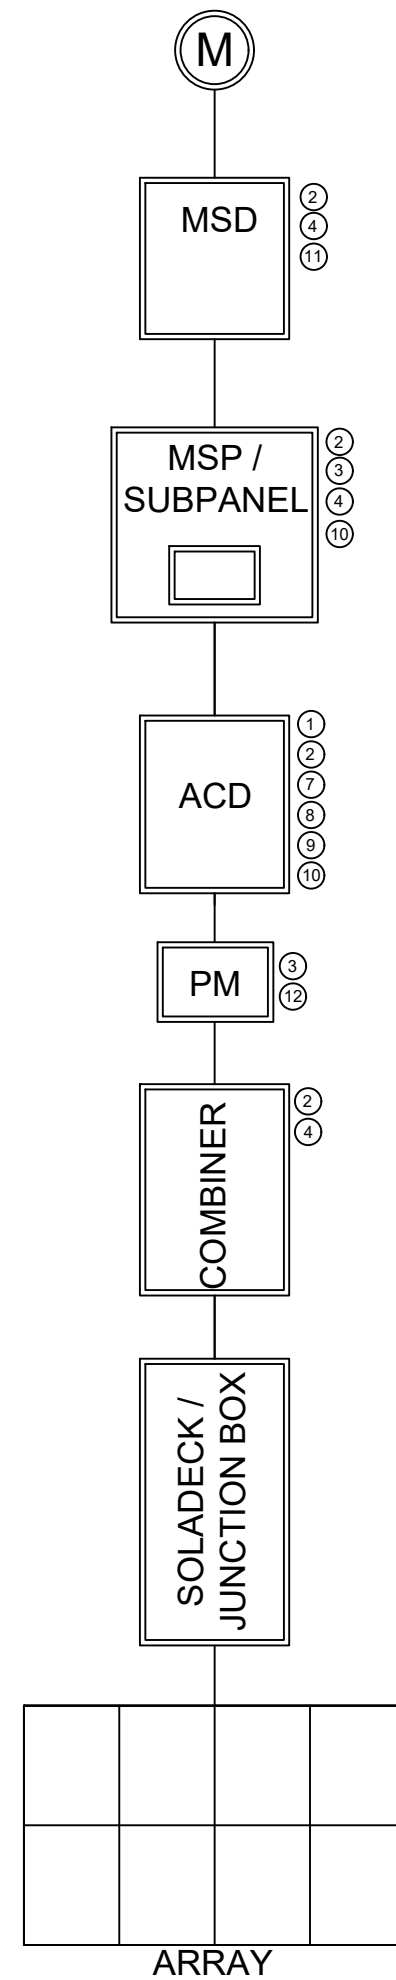 M
MSD
2
4
11
MSP /
SUBPANEL
2
3
4
10
ACD
1
2
7
8
9
10
PM
3
12
COMBINER
2
4
SOLADECK /
JUNCTION BOX
ARRAY